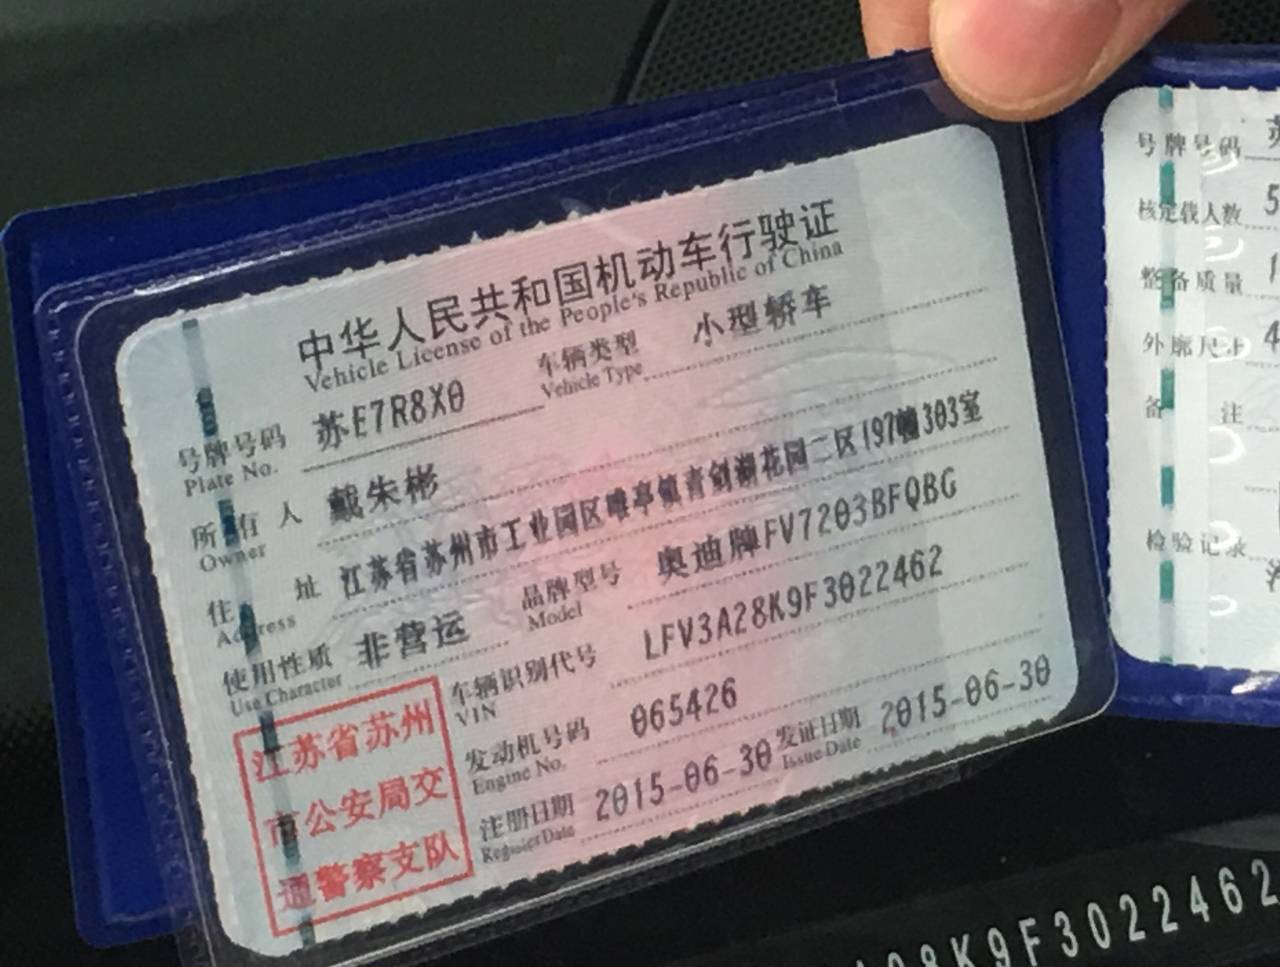 中华人民共和国机动车行驶证
Vehicle License of the People's Republic of China
号牌号码 苏E7R8X0 车辆类型 小型轿车
Plate No. Vehicle Type
所有人 戴朱彬
Owner
住址 江苏省苏州市工业园区唯亭镇青剑湖花园二区197幢303室
Address
使用性质 非营运 品牌型号 奥迪牌FV7203BFQBG
Use Character Model
车辆识别代号 LFV3A28K9F3022462
VIN
发动机号码 065426
Engine No.
注册日期 2015-06-30 发证日期 2015-06-30
Register Date Issue Date
江苏省苏州
市公安局交
通警察支队
号牌号码 苏
核定载人数 5
整备质量 1
外廓尺寸 4
备注
检验记录
8K9F3022462